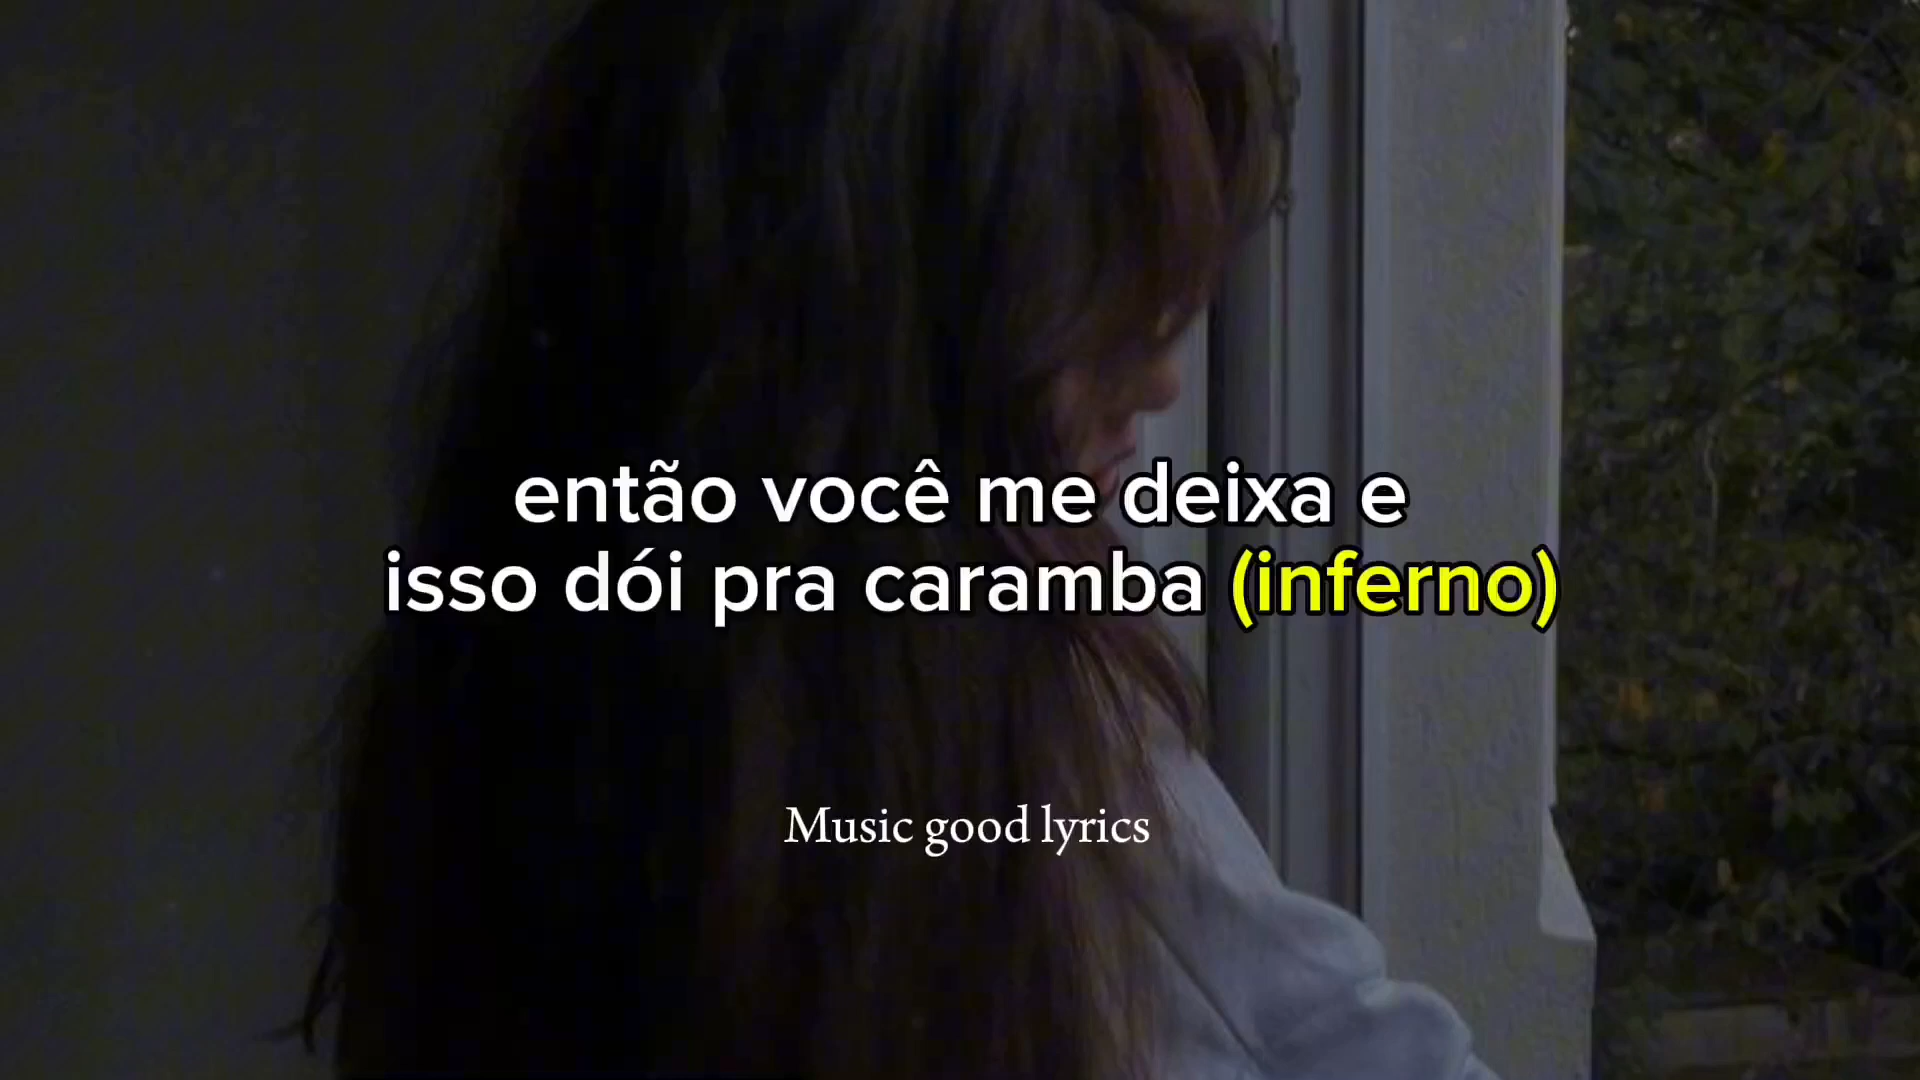 então você me deixa e
isso dói pra caramba (inferno)
Music good lyrics